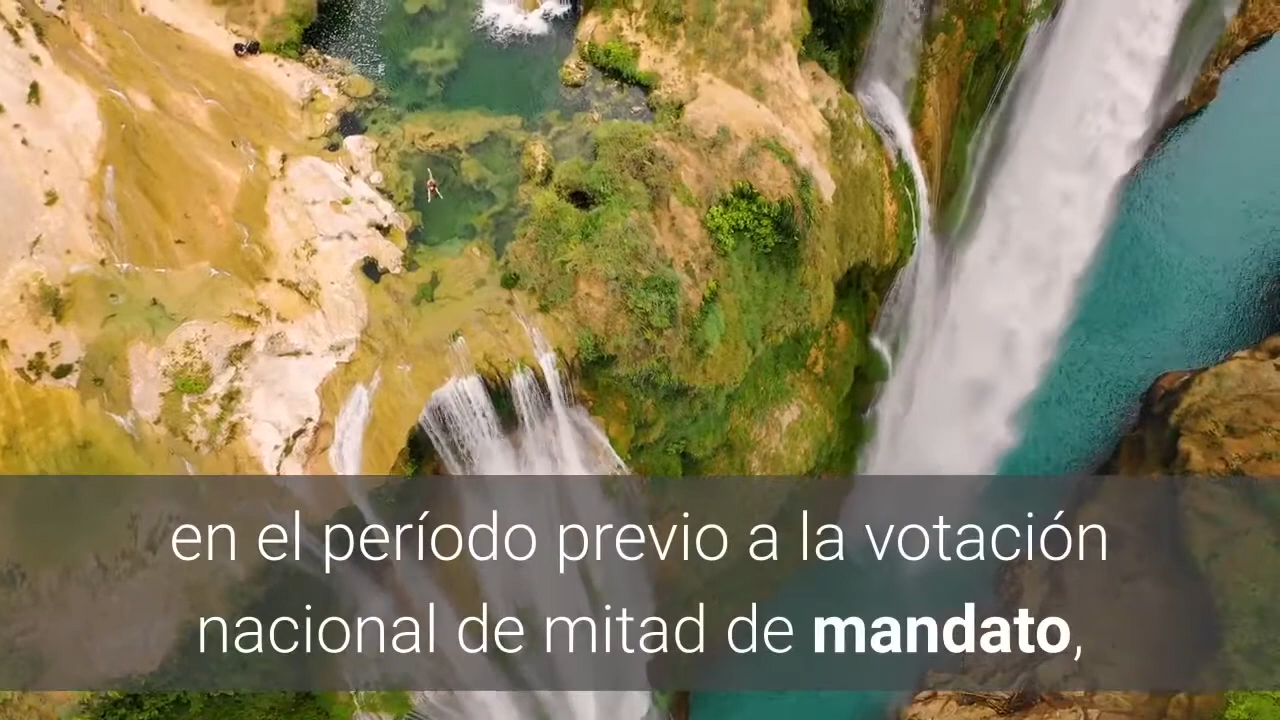 en el período previo a la votación
nacional de mitad de mandato,